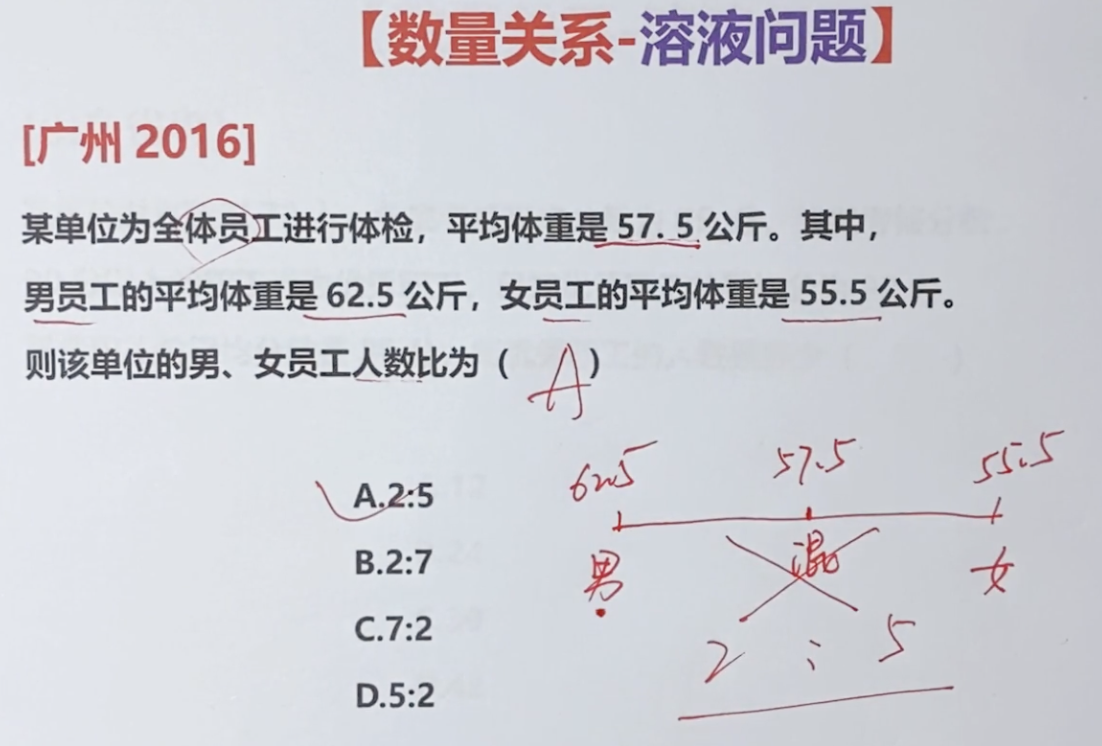 【数量关系-溶液问题】
[广州 2016]
某单位为全体员工进行体检，平均体重是 57.5 公斤。其中，
男员工的平均体重是 62.5 公斤，女员工的平均体重是 55.5 公斤。
则该单位的男、女员工人数比为（ A ）
A.2:5
B.2:7
C.7:2
D.5:2
62.5 57.5 55.5
男 混 女
2 : 5